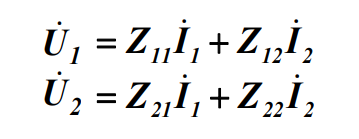 U̇₁ = Z₁₁İ₁ + Z₁₂İ₂
U̇₂ = Z₂₁İ₁ + Z₂₂İ₂